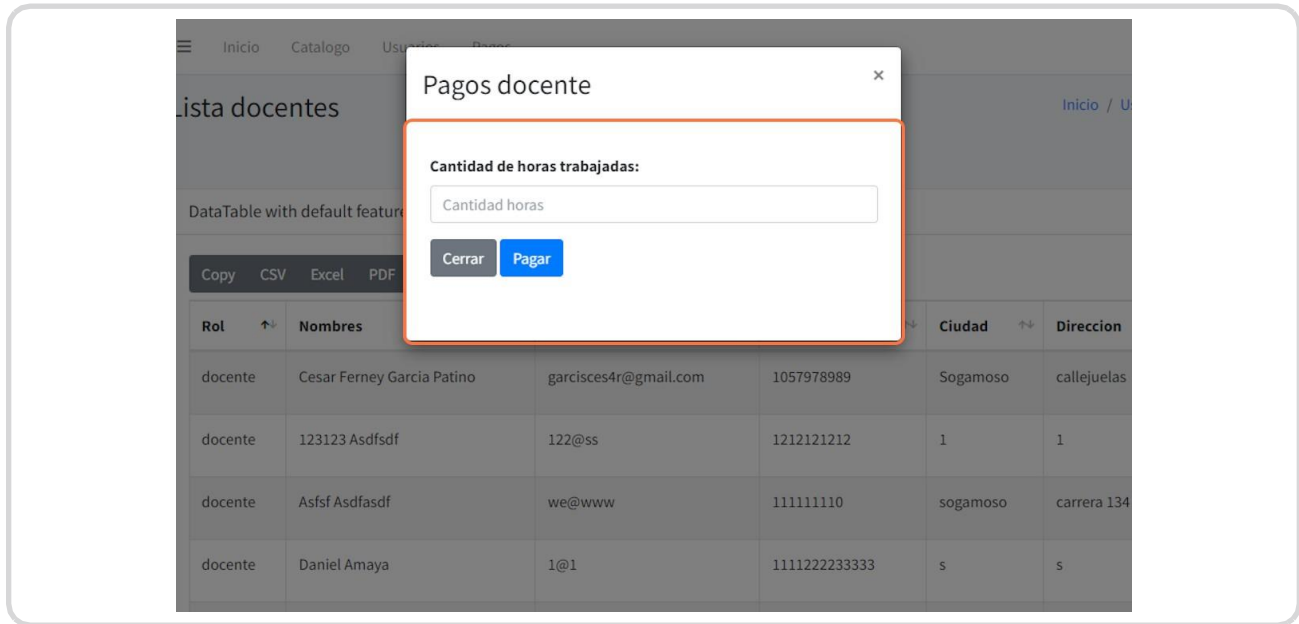 Inicio Catalogo Usuarios Pagos
Pagos docente ×
Lista docentes Inicio / U
Cantidad de horas trabajadas:
Cantidad horas
DataTable with default feature
Cerrar Pagar
Copy CSV Excel PDF
Rol Nombres Ciudad Direccion
docente Cesar Ferney Garcia Patino garcisces4r@gmail.com 1057978989 Sogamoso callejuelas
docente 123123 Asdfsdf 122@ss 1212121212 1 1
docente Asfsf Asdfasdf we@www 111111110 sogamoso carrera 134
docente Daniel Amaya 1@1 1111222233333 s s